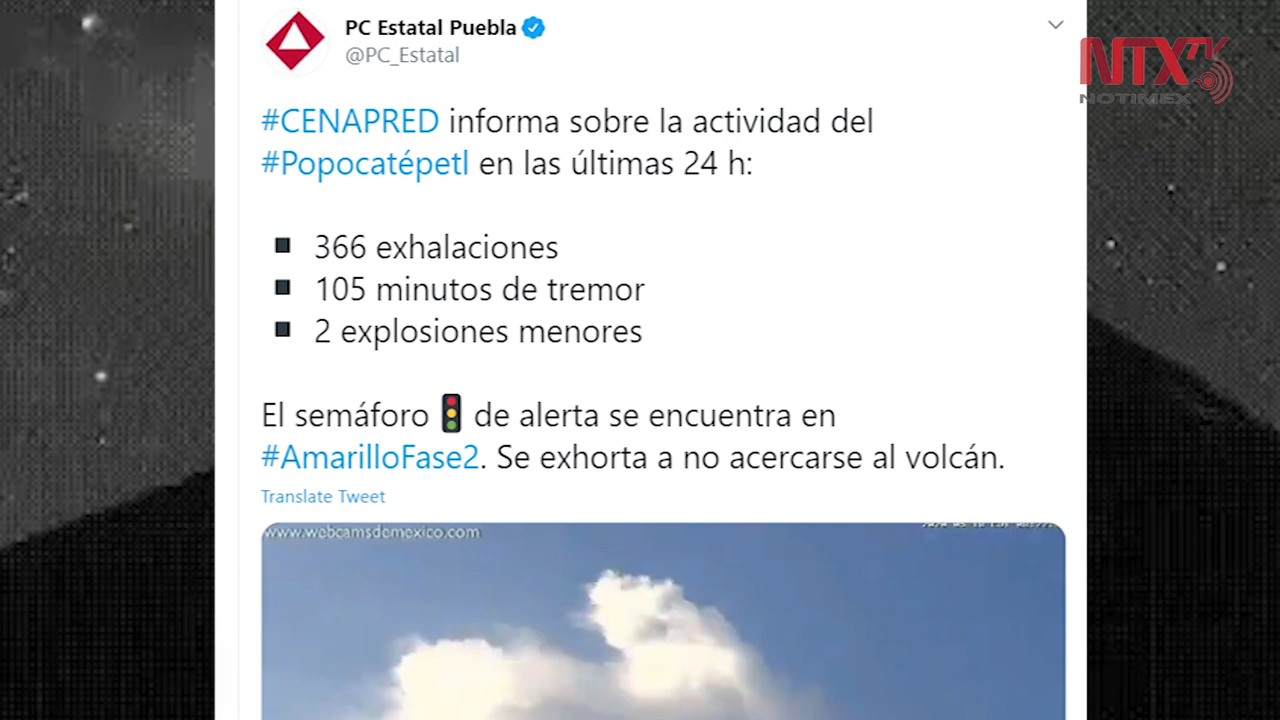 PC Estatal Puebla
@PC_Estatal
NTX TV
NOTIMEX
#CENAPRED informa sobre la actividad del
#Popocatépetl en las últimas 24 h:
366 exhalaciones
105 minutos de tremor
2 explosiones menores
El semáforo 🚦 de alerta se encuentra en
#AmarilloFase2. Se exhorta a no acercarse al volcán.
Translate Tweet
www.webcamsdemexico.com